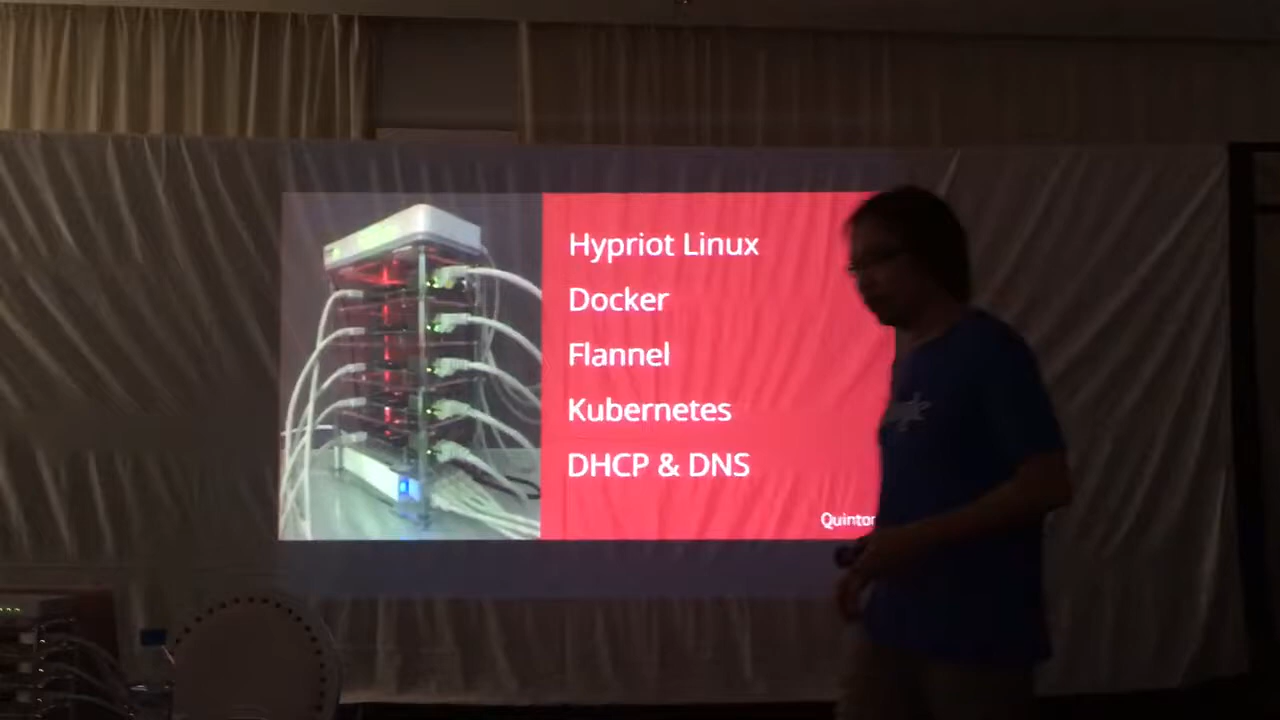 Hypriot Linux
Docker
Flannel
Kubernetes
DHCP & DNS
Quintor